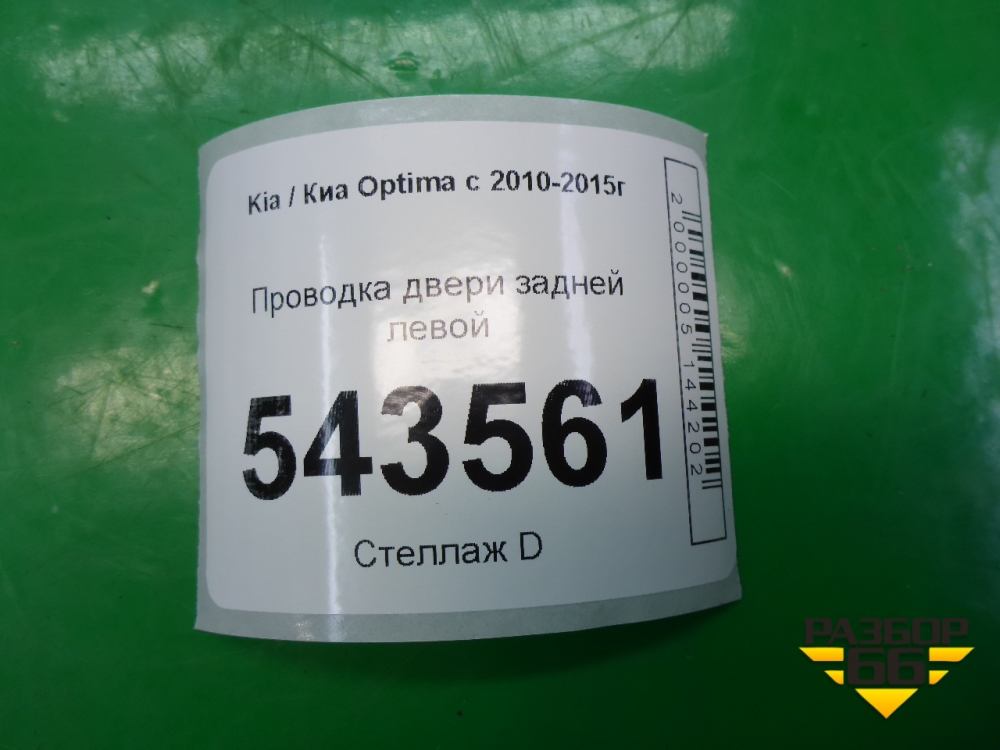 Kia / Киа Optima с 2010-2015г
Проводка двери задней
левой
543561
Стеллаж D
2000005144202
РАЗБОР
66